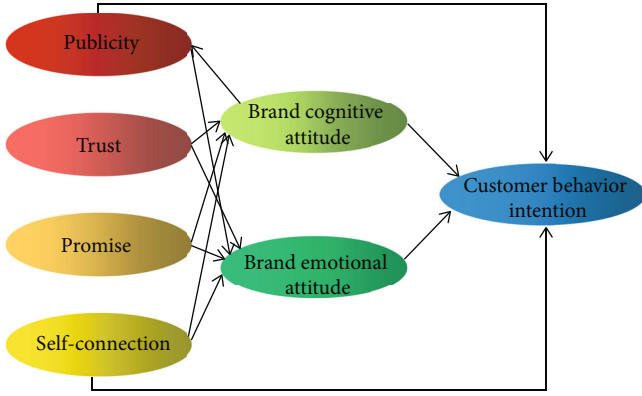 Publicity
Trust
Promise
Self-connection
Brand cognitive
attitude
Brand emotional
attitude
Customer behavior
intention